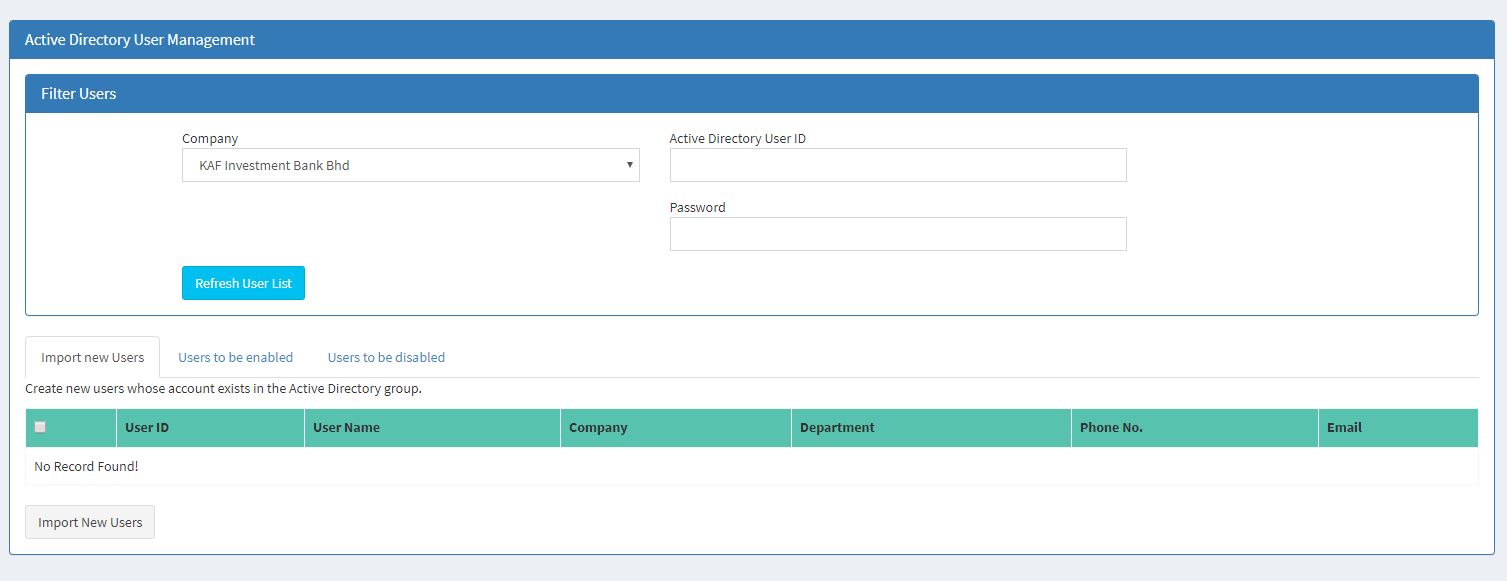 Active Directory User Management
Filter Users
Company
Active Directory User ID
KAF Investment Bank Bhd
Password
Refresh User List
Import new Users
Users to be enabled
Users to be disabled
Create new users whose account exists in the Active Directory group.
User ID
User Name
Company
Department
Phone No.
Email
No Record Found!
Import New Users